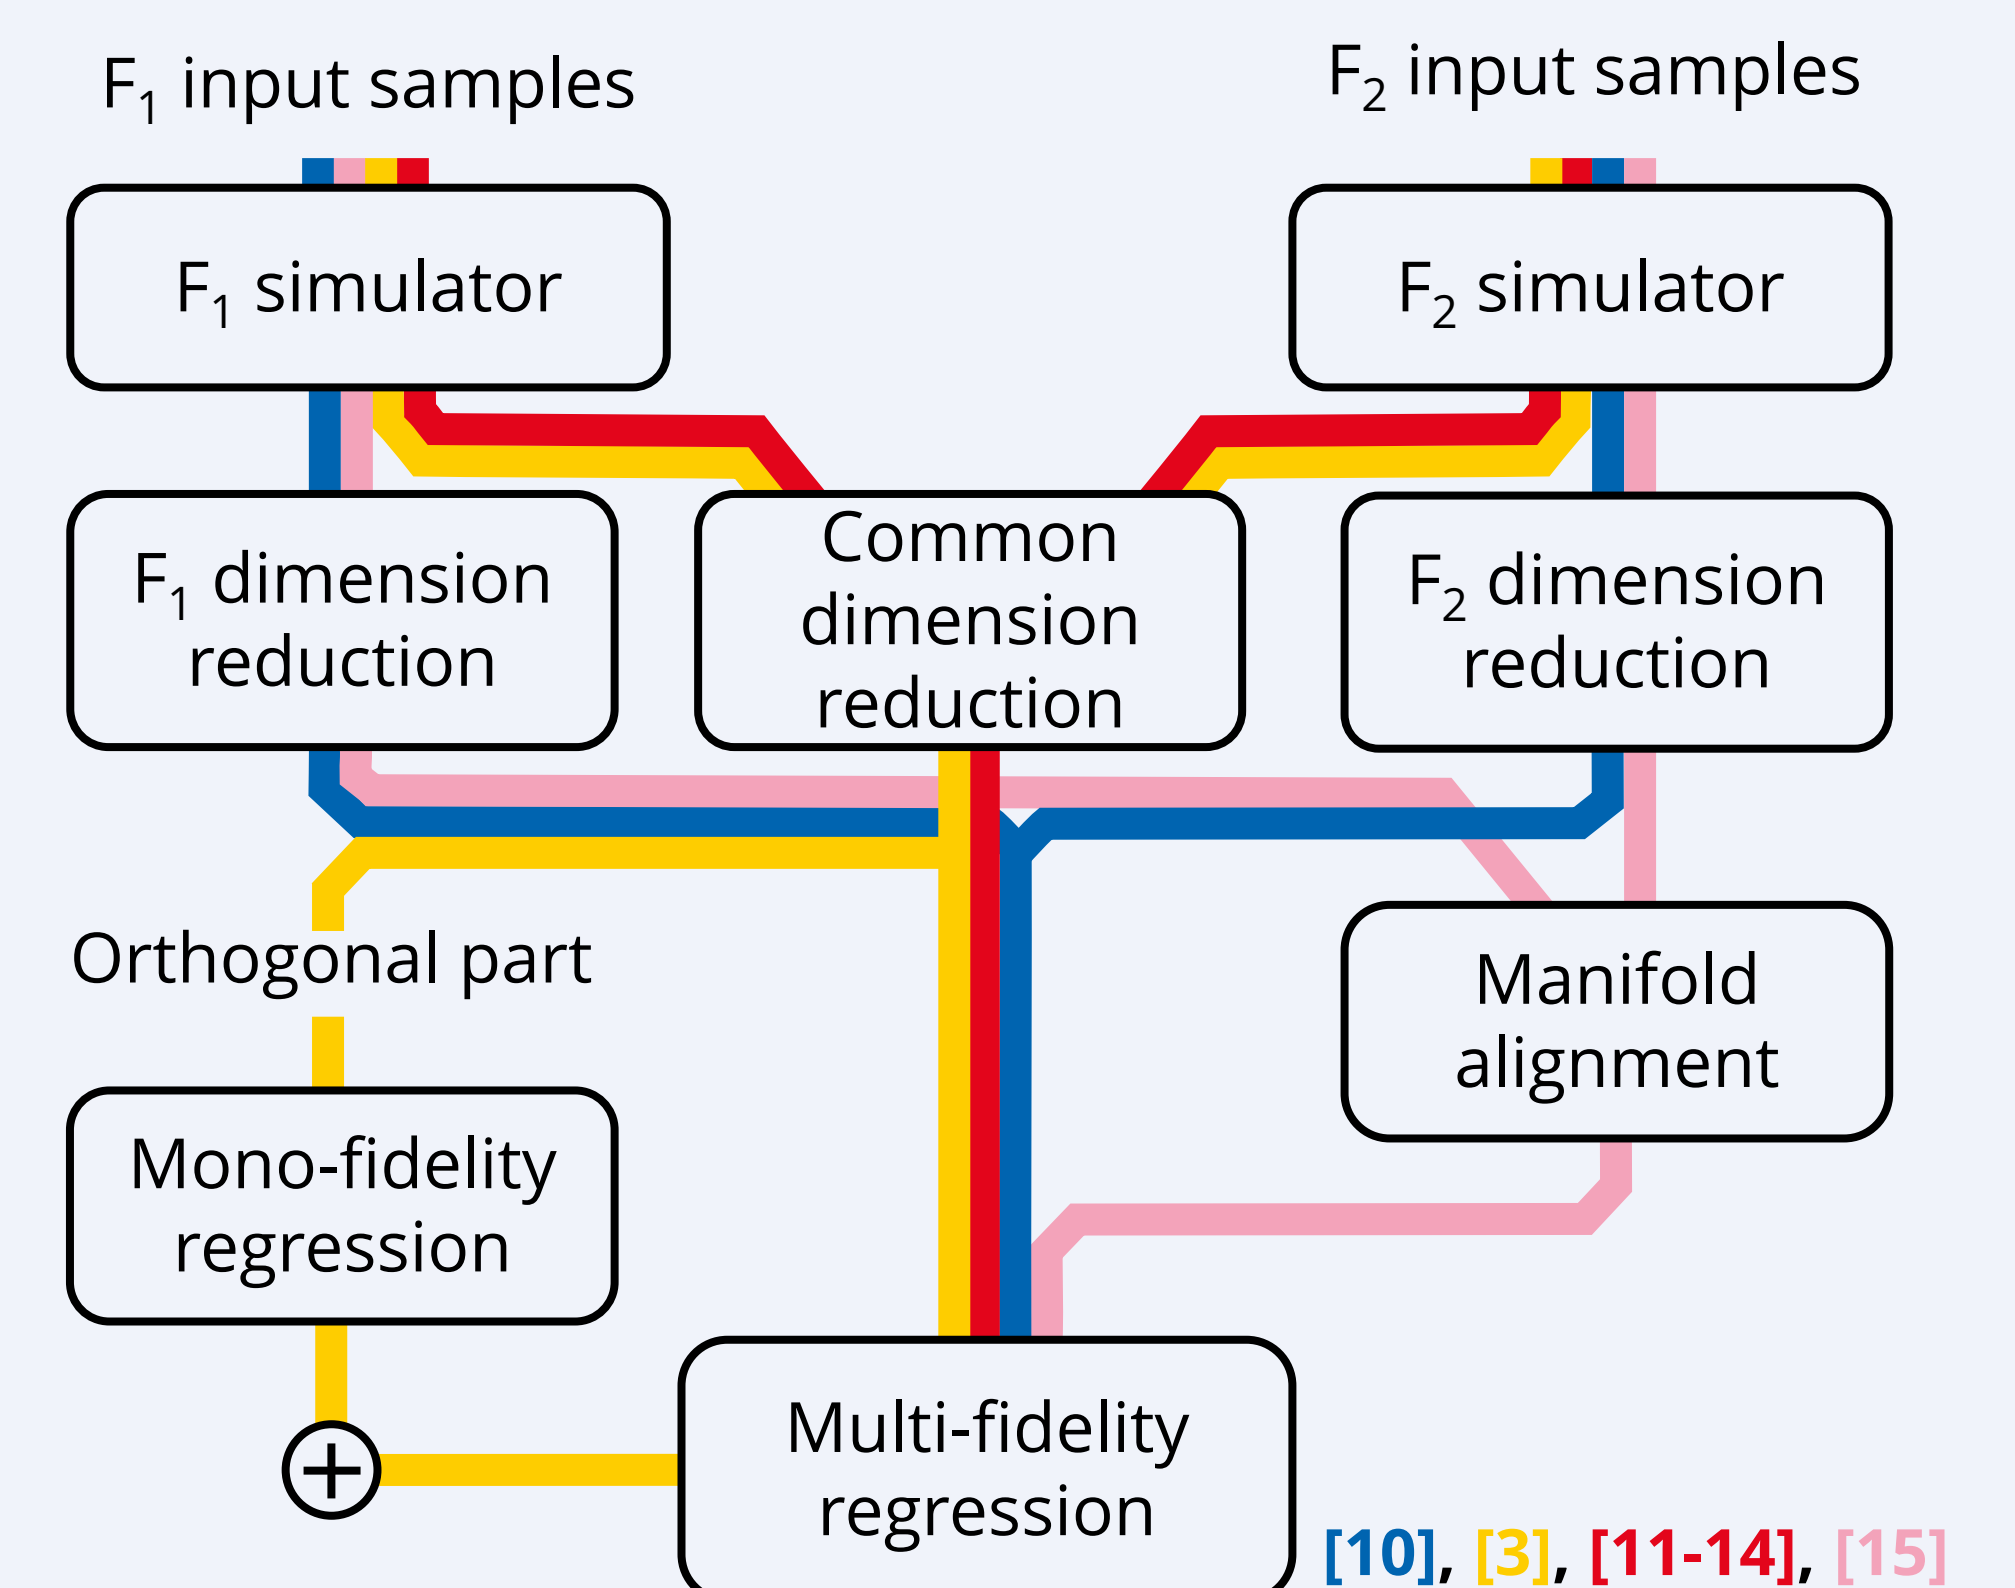 F₁ input samples
F₂ input samples
F₁ simulator
F₂ simulator
F₁ dimension
reduction
Common
dimension
reduction
F₂ dimension
reduction
Orthogonal part
Manifold
alignment
Mono-fidelity
regression
+
Multi-fidelity
regression
[10], [3], [11-14], [15]